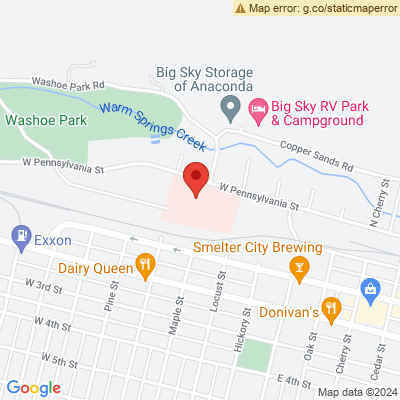 Map error: g.co/staticmaperror
Big Sky Storage
of Anaconda
Washoe Park Rd
Big Sky RV Park
& Campground
Warm Springs Creek
Washoe Park
Copper Sands Rd
W Pennsylvania St
W Pennsylvania St
N Cherry St
Exxon
Smelter City Brewing
Dairy Queen
W 3rd St
Pine St
Locust St
Maple St
Donivan's
W 4th St
Hickory St
Oak St
Cherry St
Cedar St
W 5th St
E 4th St
Google
Map data ©2024